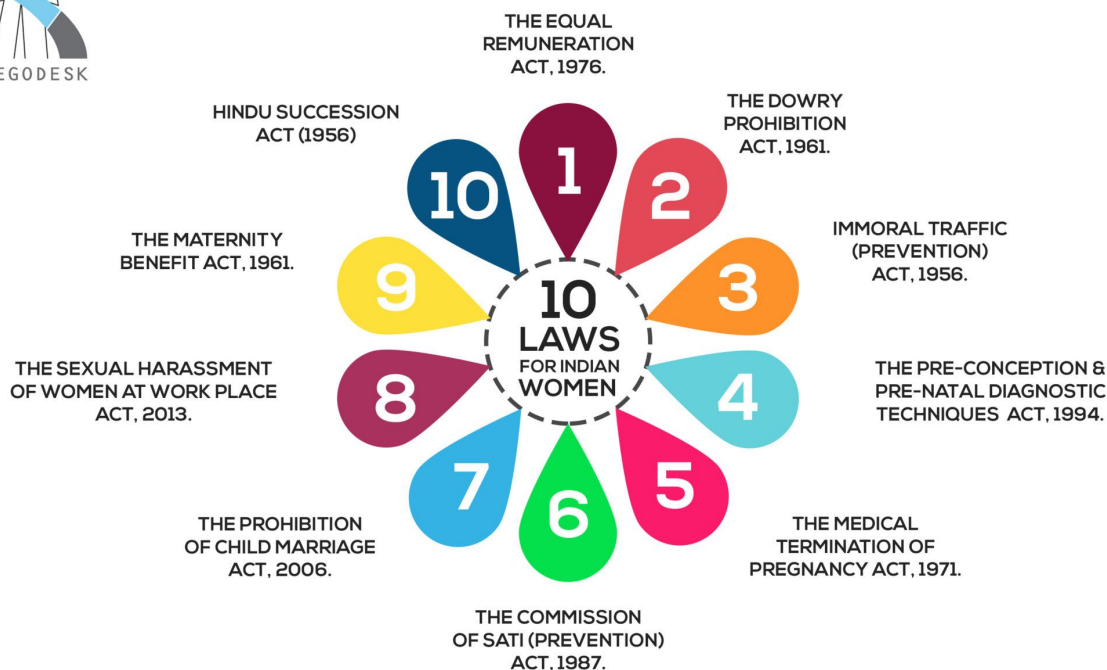 EGODESK
THE EQUAL
REMUNERATION
ACT, 1976.
1
THE DOWRY
PROHIBITION
ACT, 1961.
2
IMMORAL TRAFFIC
(PREVENTION)
ACT, 1956.
3
THE PRE-CONCEPTION &
PRE-NATAL DIAGNOSTIC
TECHNIQUES ACT, 1994.
4
THE MEDICAL
TERMINATION OF
PREGNANCY ACT, 1971.
5
THE COMMISSION
OF SATI (PREVENTION)
ACT, 1987.
6
THE PROHIBITION
OF CHILD MARRIAGE
ACT, 2006.
7
THE SEXUAL HARASSMENT
OF WOMEN AT WORK PLACE
ACT, 2013.
8
THE MATERNITY
BENEFIT ACT, 1961.
9
HINDU SUCCESSION
ACT (1956)
10
10
LAWS
FOR INDIAN
WOMEN